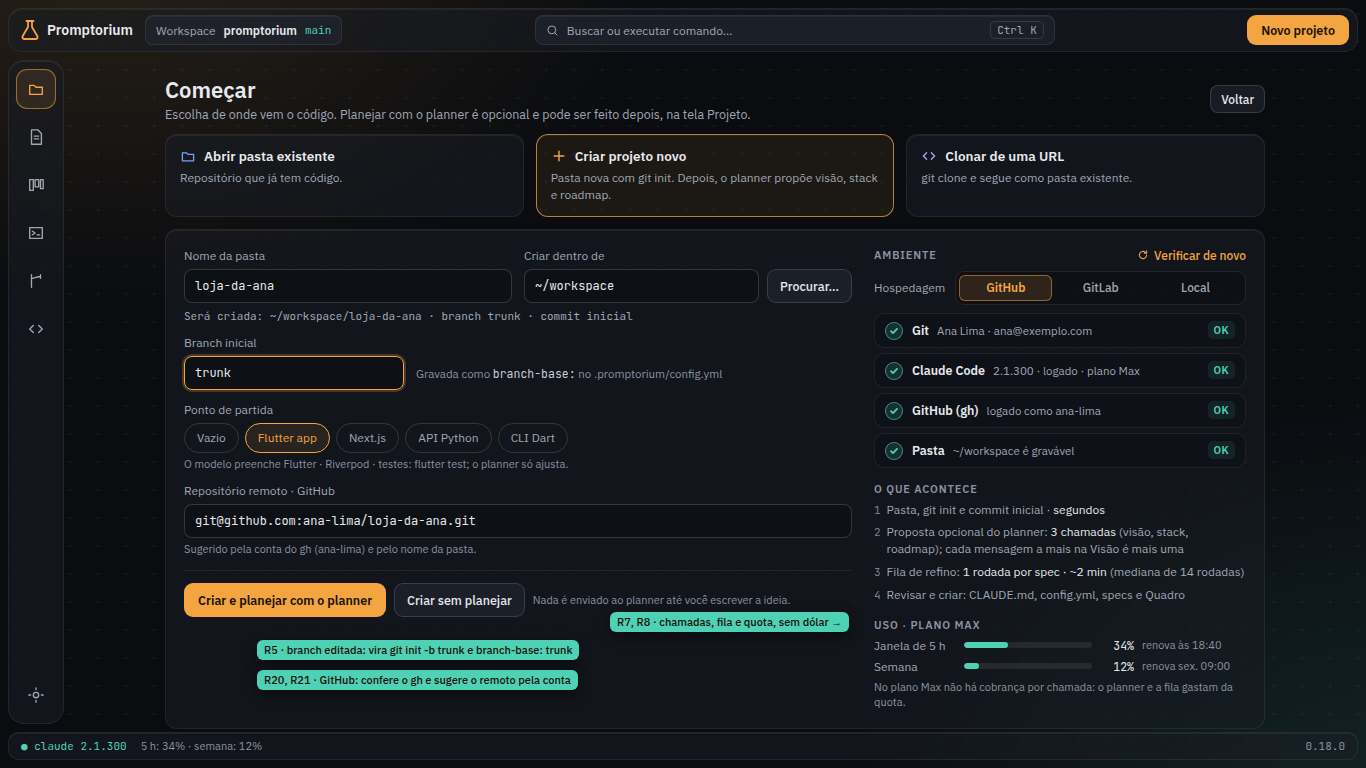 Promptorium
Workspace promptorium main
Buscar ou executar comando...
Ctrl K
Novo projeto
Começar
Escolha de onde vem o código. Planejar com o planner é opcional e pode ser feito depois, na tela Projeto.
Voltar
Abrir pasta existente
Repositório que já tem código.
Criar projeto novo
Pasta nova com git init. Depois, o planner propõe visão, stack
e roadmap.
Clonar de uma URL
git clone e segue como pasta existente.
Nome da pasta
loja-da-ana
Criar dentro de
~/workspace
Procurar...
Será criada: ~/workspace/loja-da-ana · branch trunk · commit inicial
Branch inicial
trunk
Gravada como branch-base: no .promptorium/config.yml
Ponto de partida
Vazio
Flutter app
Next.js
API Python
CLI Dart
O modelo preenche Flutter · Riverpod · testes: flutter test; o planner só ajusta.
Repositório remoto · GitHub
git@github.com:ana-lima/loja-da-ana.git
Sugerido pela conta do gh (ana-lima) e pelo nome da pasta.
Criar e planejar com o planner
Criar sem planejar
Nada é enviado ao planner até você escrever a ideia.
R7, R8 · chamadas, fila e quota, sem dólar →
R5 · branch editada: vira git init -b trunk e branch-base: trunk
R20, R21 · GitHub: confere o gh e sugere o remoto pela conta
AMBIENTE
Verificar de novo
Hospedagem
GitHub
GitLab
Local
Git Ana Lima · ana@exemplo.com OK
Claude Code 2.1.300 · logado · plano Max OK
GitHub (gh) logado como ana-lima OK
Pasta ~/workspace é gravável OK
O QUE ACONTECE
1 Pasta, git init e commit inicial · segundos
2 Proposta opcional do planner: 3 chamadas (visão, stack,
roadmap); cada mensagem a mais na Visão é mais uma
3 Fila de refino: 1 rodada por spec · ~2 min (mediana de 14 rodadas)
4 Revisar e criar: CLAUDE.md, config.yml, specs e Quadro
USO · PLANO MAX
Janela de 5 h 34% renova às 18:40
Semana 12% renova sex. 09:00
No plano Max não há cobrança por chamada: o planner e a fila gastam da
quota.
claude 2.1.300 5 h: 34% · semana: 12%
0.18.0